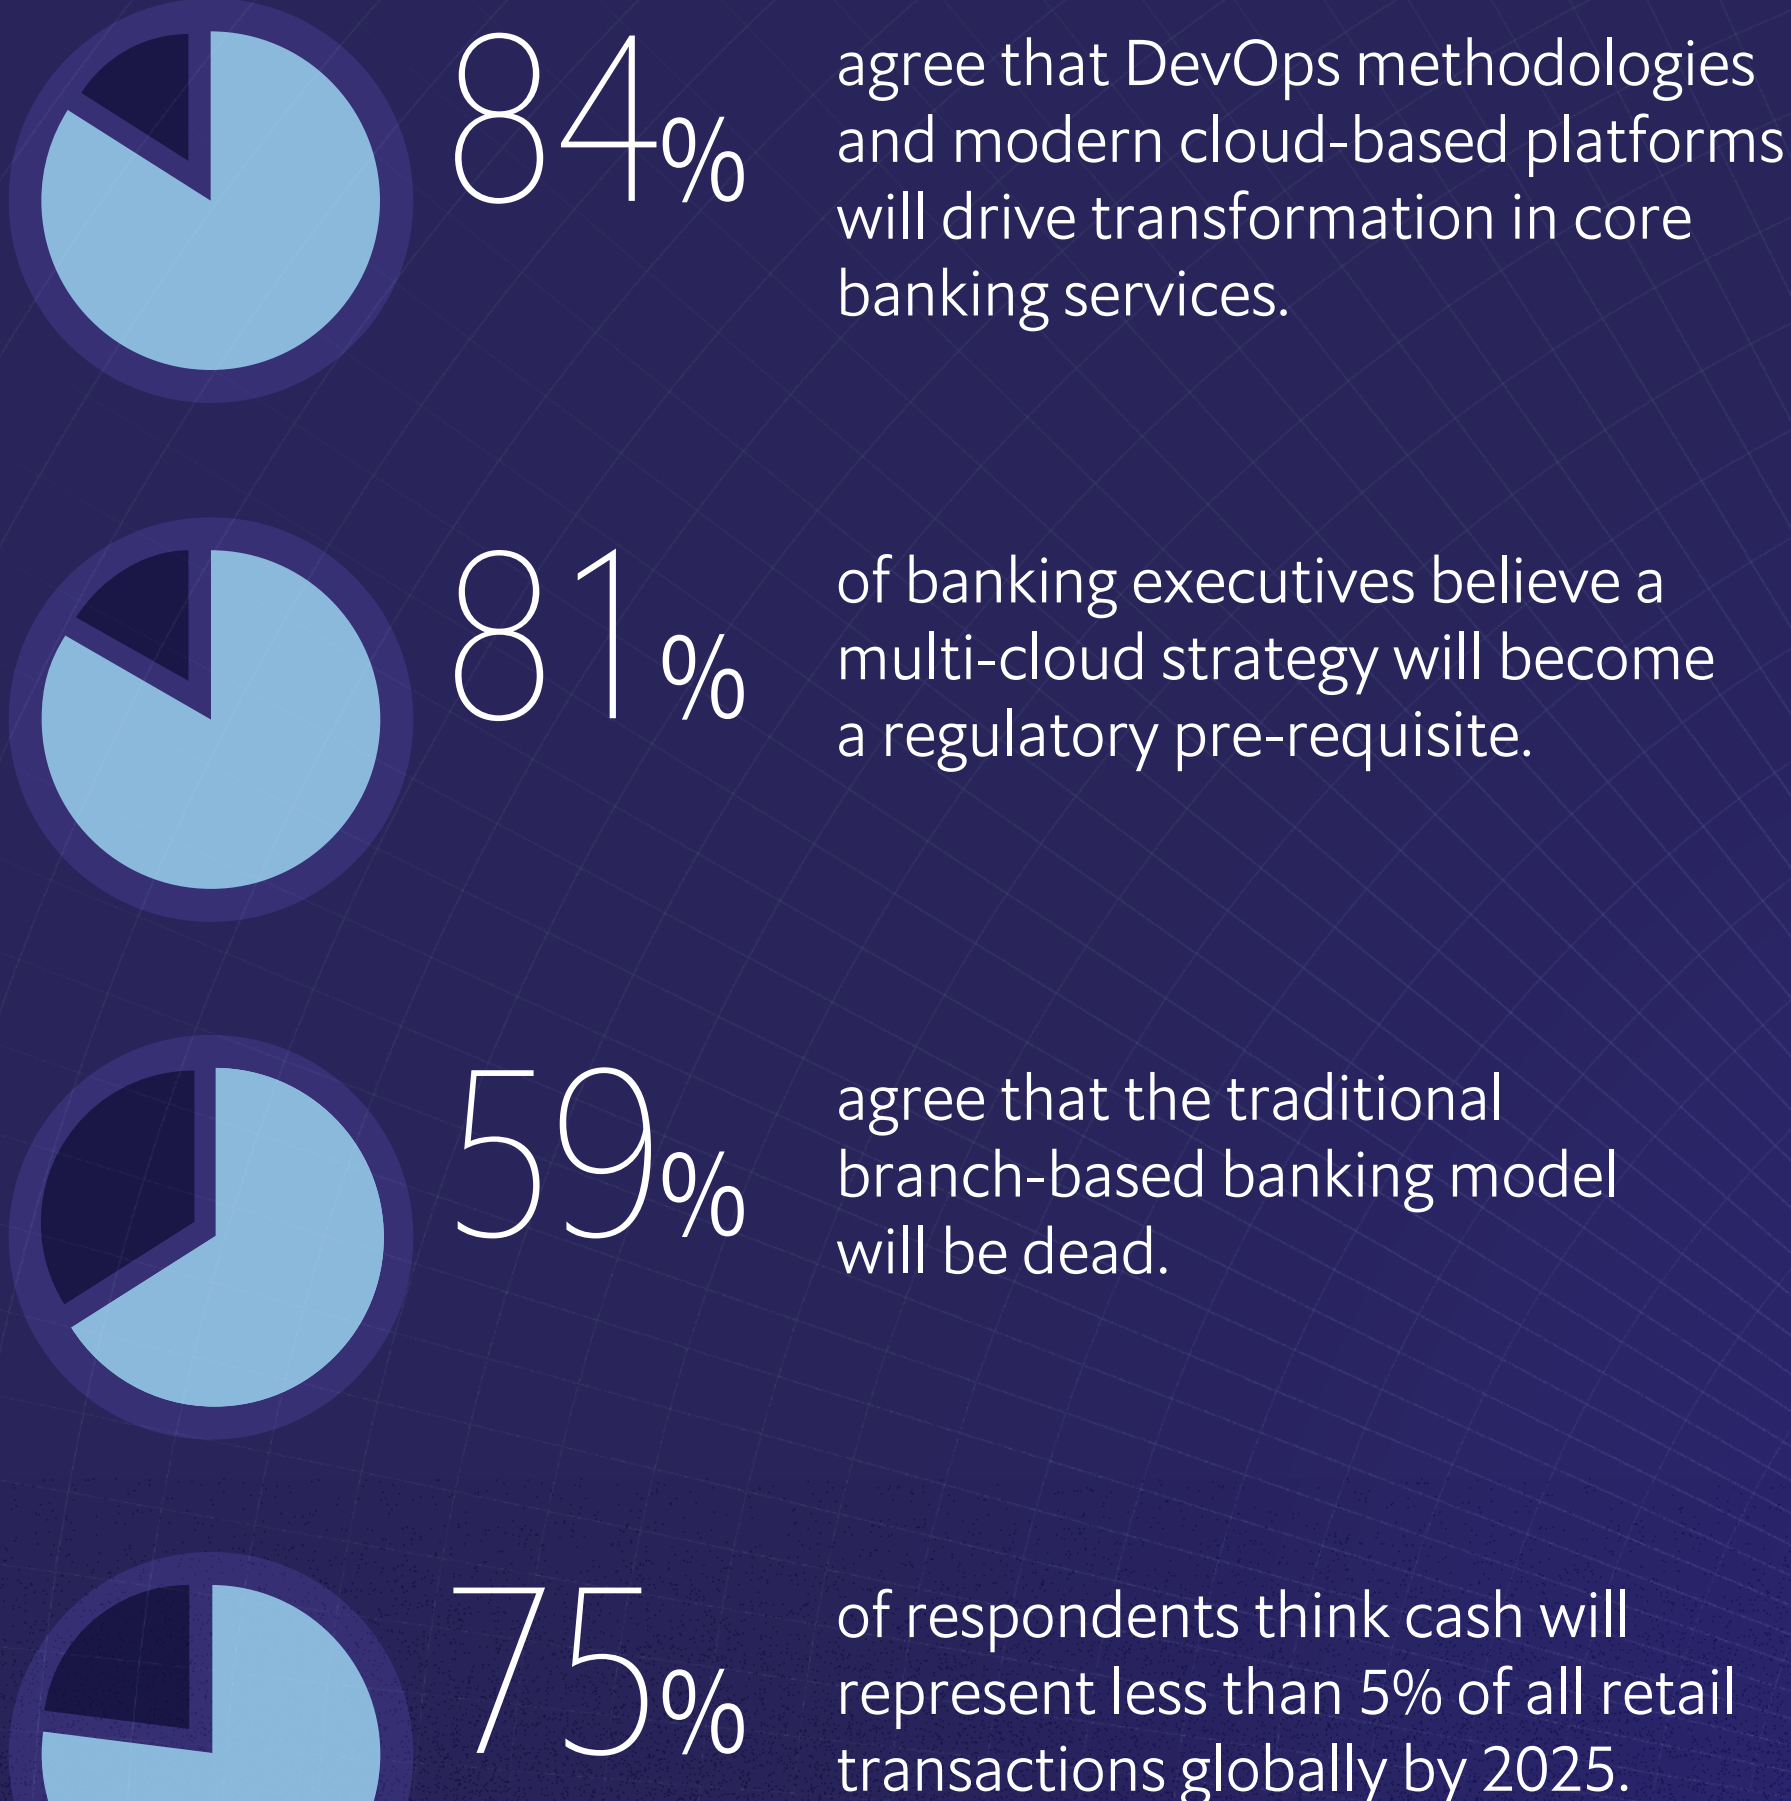 84%
agree that DevOps methodologies
and modern cloud-based platforms
will drive transformation in core
banking services.
81%
of banking executives believe a
multi-cloud strategy will become
a regulatory pre-requisite.
59%
agree that the traditional
branch-based banking model
will be dead.
75%
of respondents think cash will
represent less than 5% of all retail
transactions globally by 2025.